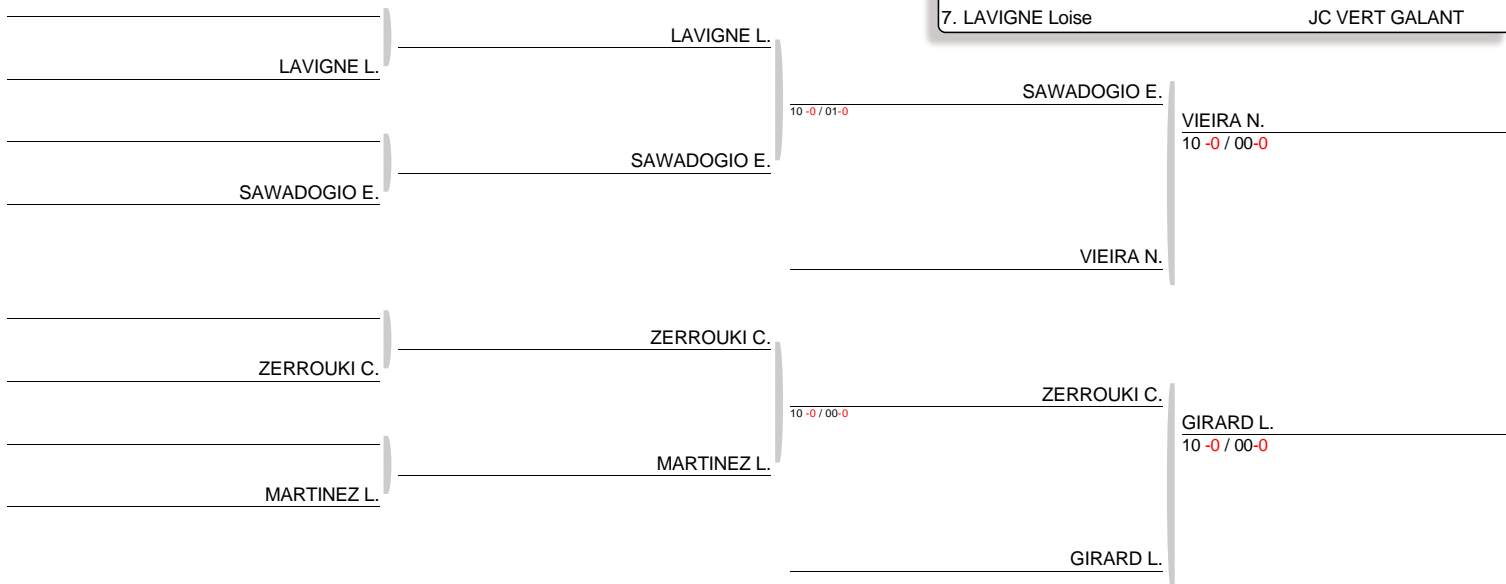 7. LAVIGNE Loise JC VERT GALANT
LAVIGNE L.
LAVIGNE L.
SAWADOGIO E.
10 -0 / 01-0
VIEIRA N.
10 -0 / 00-0
SAWADOGIO E.
SAWADOGIO E.
VIEIRA N.
ZERROUKI C.
ZERROUKI C.
ZERROUKI C.
10 -0 / 00-0
GIRARD L.
10 -0 / 00-0
MARTINEZ L.
MARTINEZ L.
GIRARD L.